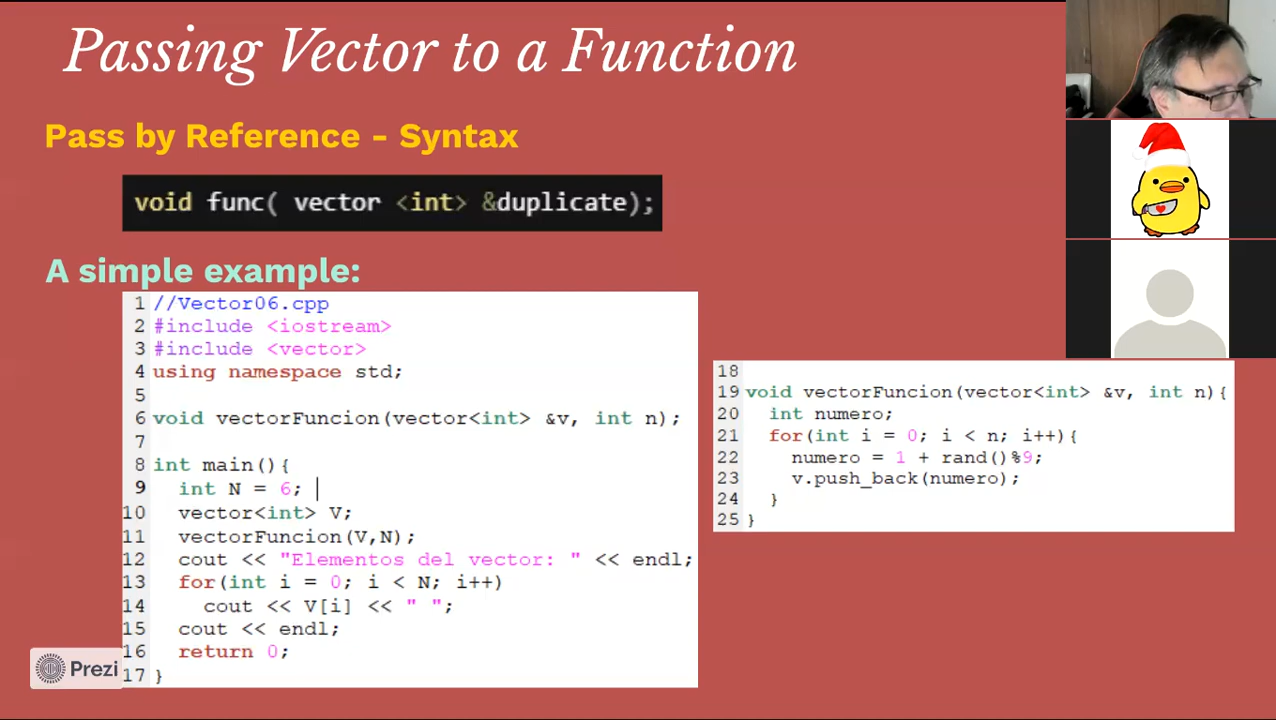 Passing Vector to a Function
Pass by Reference - Syntax
void func( vector <int> &duplicate);
A simple example:
1 //Vector06.cpp
2 #include <iostream>
3 #include <vector>
4 using namespace std;
5
6 void vectorFuncion(vector<int> &v, int n);
7
8 int main(){
9 int N = 6;
10 vector<int> V;
11 vectorFuncion(V,N);
12 cout << "Elementos del vector: " << endl;
13 for(int i = 0; i < N; i++)
14 cout << V[i] << " ";
15 cout << endl;
16 return 0;
17 }
18
19 void vectorFuncion(vector<int> &v, int n){
20 int numero;
21 for(int i = 0; i < n; i++){
22 numero = 1 + rand()%9;
23 v.push_back(numero);
24 }
25 }
Prezi